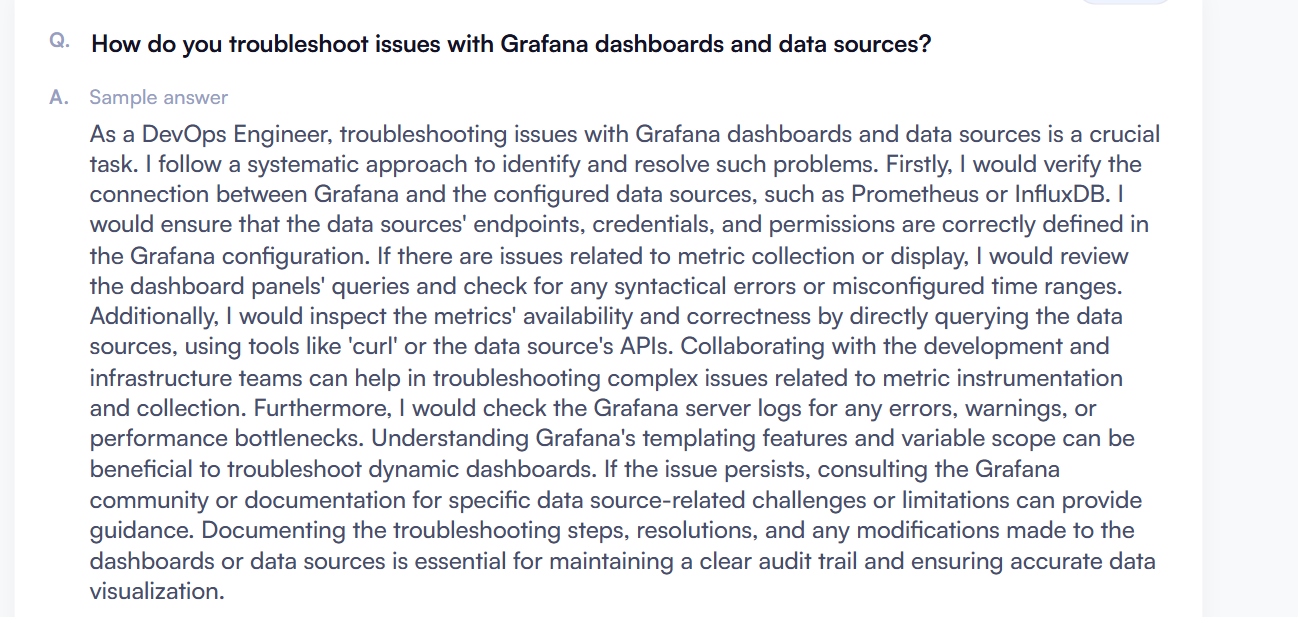 Q. How do you troubleshoot issues with Grafana dashboards and data sources?
A. Sample answer
As a DevOps Engineer, troubleshooting issues with Grafana dashboards and data sources is a crucial
task. I follow a systematic approach to identify and resolve such problems. Firstly, I would verify the
connection between Grafana and the configured data sources, such as Prometheus or InfluxDB. I
would ensure that the data sources' endpoints, credentials, and permissions are correctly defined in
the Grafana configuration. If there are issues related to metric collection or display, I would review
the dashboard panels' queries and check for any syntactical errors or misconfigured time ranges.
Additionally, I would inspect the metrics' availability and correctness by directly querying the data
sources, using tools like 'curl' or the data source's APIs. Collaborating with the development and
infrastructure teams can help in troubleshooting complex issues related to metric instrumentation
and collection. Furthermore, I would check the Grafana server logs for any errors, warnings, or
performance bottlenecks. Understanding Grafana's templating features and variable scope can be
beneficial to troubleshoot dynamic dashboards. If the issue persists, consulting the Grafana
community or documentation for specific data source-related challenges or limitations can provide
guidance. Documenting the troubleshooting steps, resolutions, and any modifications made to the
dashboards or data sources is essential for maintaining a clear audit trail and ensuring accurate data
visualization.